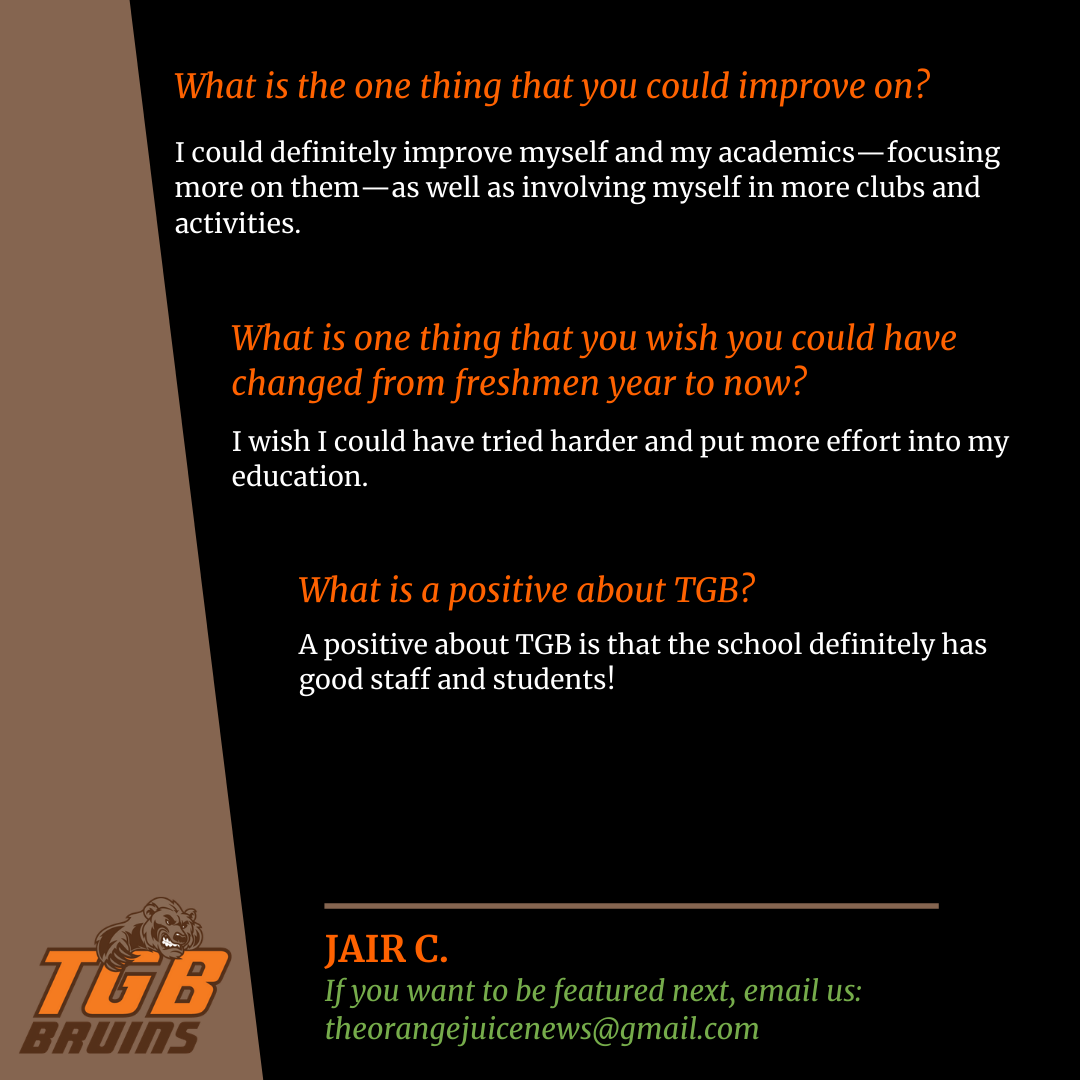 What is the one thing that you could improve on?
I could definitely improve myself and my academics—focusing
more on them—as well as involving myself in more clubs and
activities.
What is one thing that you wish you could have
changed from freshmen year to now?
I wish I could have tried harder and put more effort into my
education.
What is a positive about TGB?
A positive about TGB is that the school definitely has
good staff and students!
JAIR C.
If you want to be featured next, email us:
theorangejuicenews@gmail.com
TGB
BRUINS